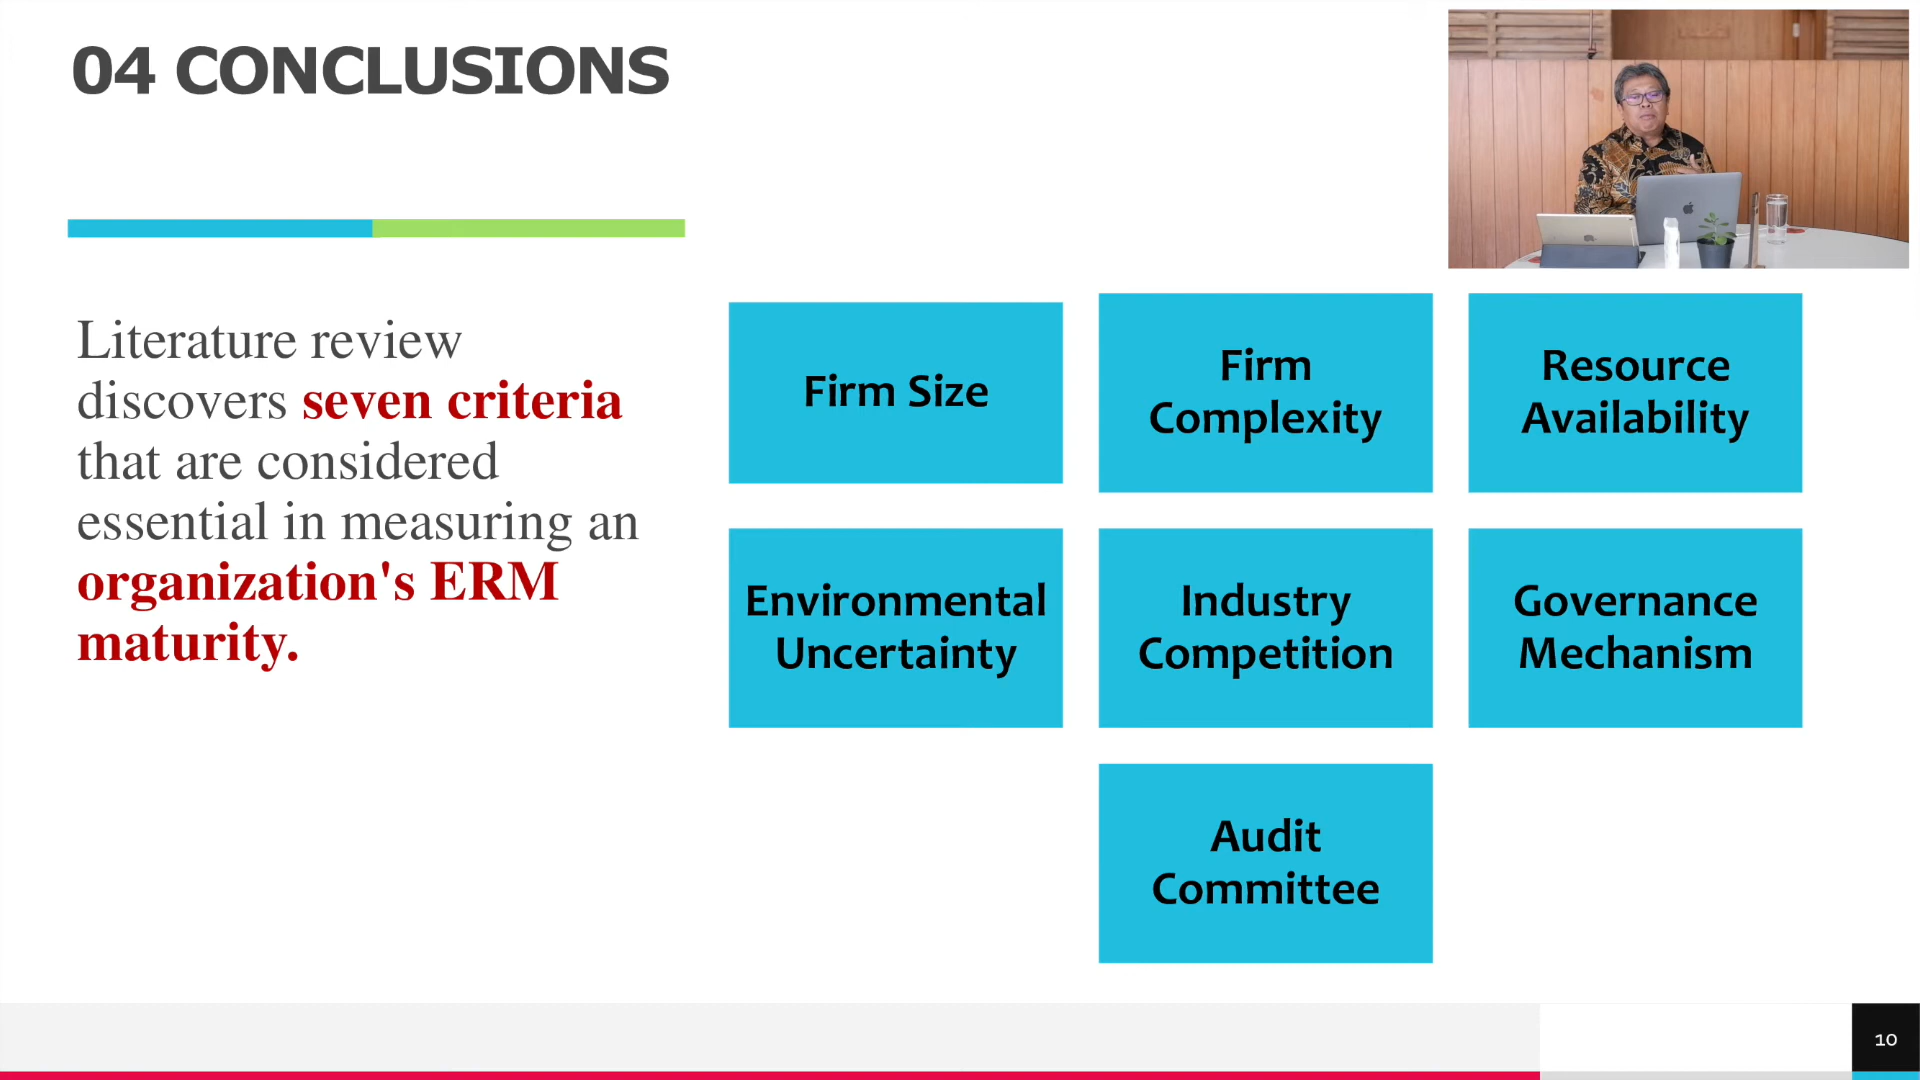 04 CONCLUSIONS
Literature review
discovers seven criteria
that are considered
essential in measuring an
organization's ERM
maturity.
Firm Size
Firm
Complexity
Resource
Availability
Environmental
Uncertainty
Industry
Competition
Governance
Mechanism
Audit
Committee
10